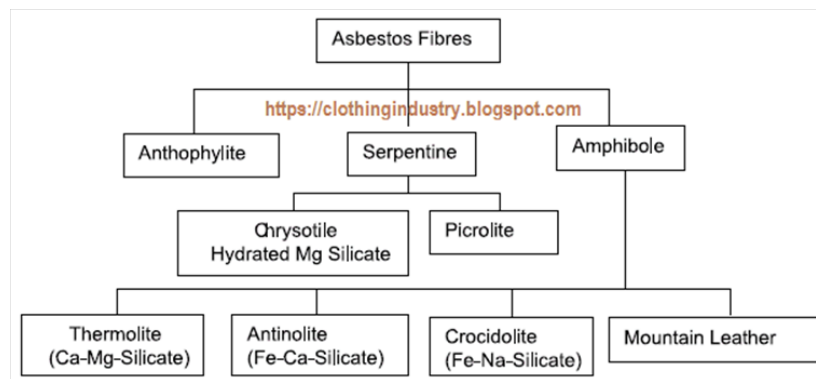 Asbestos Fibres
https://clothingindustry.blogspot.com
Anthophylite
Serpentine
Amphibole
Chrysotile
Hydrated Mg Silicate
Picrolite
Thermolite
(Ca-Mg-Silicate)
Antinolite
(Fe-Ca-Silicate)
Crocidolite
(Fe-Na-Silicate)
Mountain Leather